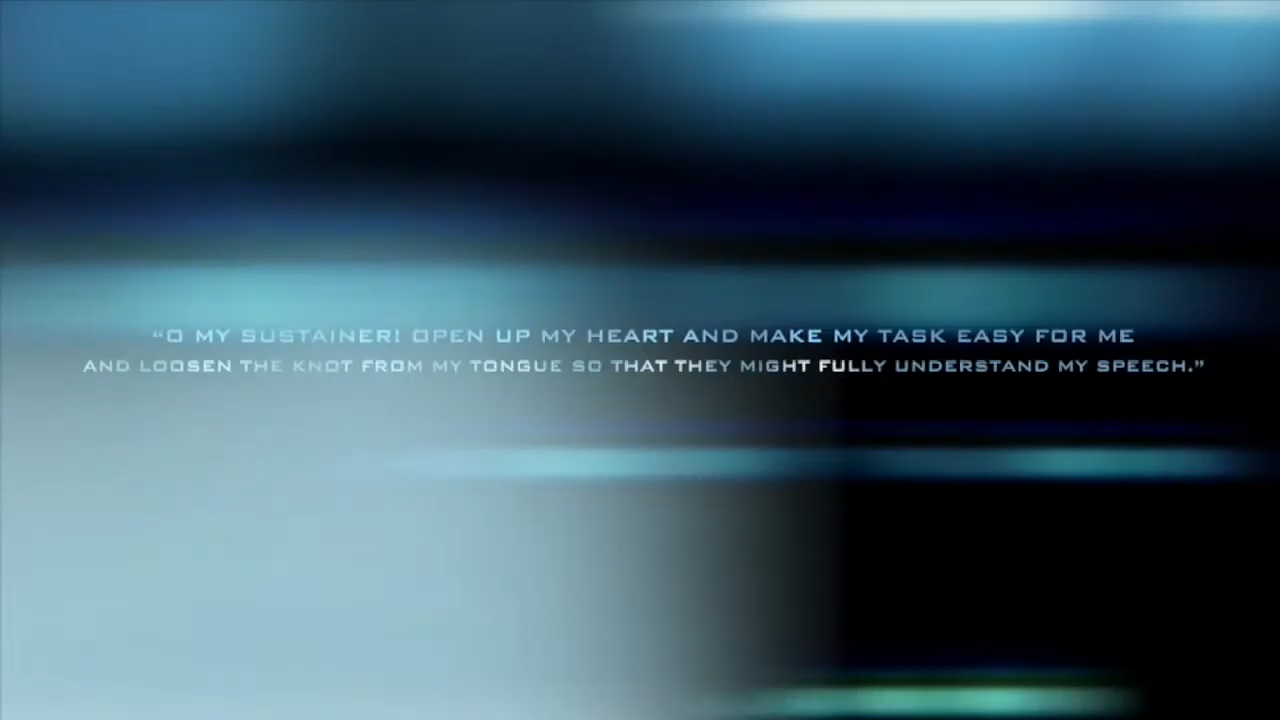 “O MY SUSTAINER! OPEN UP MY HEART AND MAKE MY TASK EASY FOR ME
AND LOOSEN THE KNOT FROM MY TONGUE SO THAT THEY MIGHT FULLY UNDERSTAND MY SPEECH.”